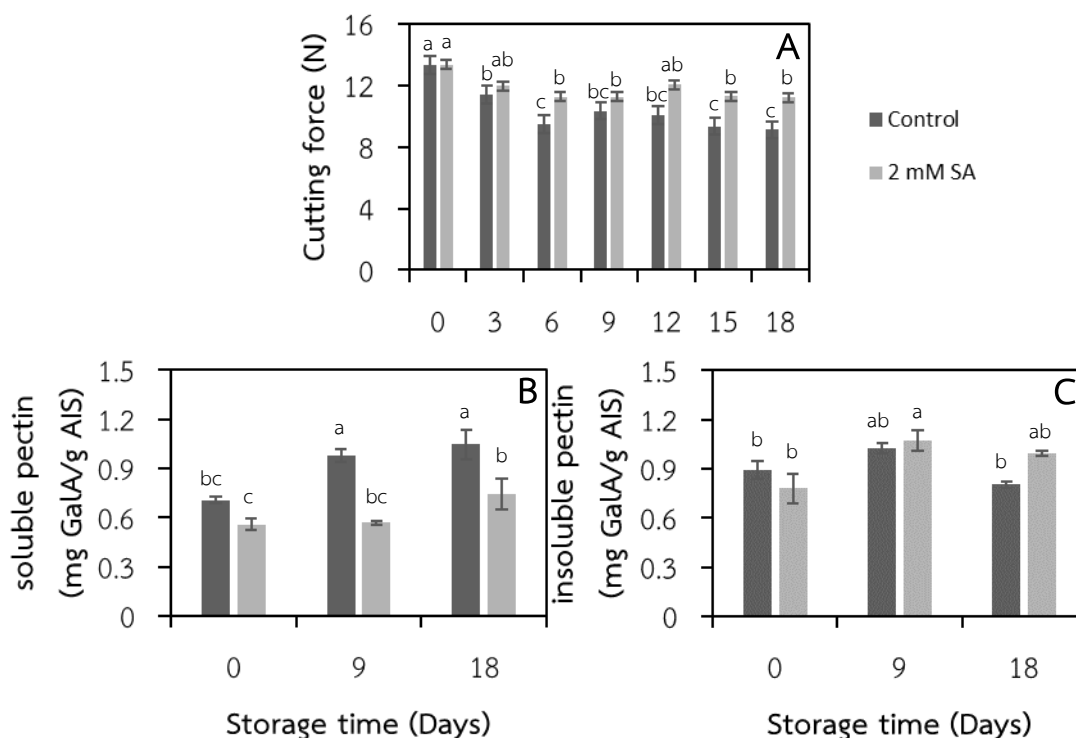 A
Cutting force (N)
16
12
8
4
0
a a
b ab
c b
bc b
bc ab
c b
c b
0 3 6 9 12 15 18
Control
2 mM SA
B
soluble pectin
(mg GalA/g AIS)
1.5
1.2
0.9
0.6
0.3
0
bc c
a bc
a b
0 9 18
Storage time (Days)
C
insoluble pectin
(mg GalA/g AIS)
1.5
1.2
0.9
0.6
0.3
0
b b
ab a
b ab
0 9 18
Storage time (Days)